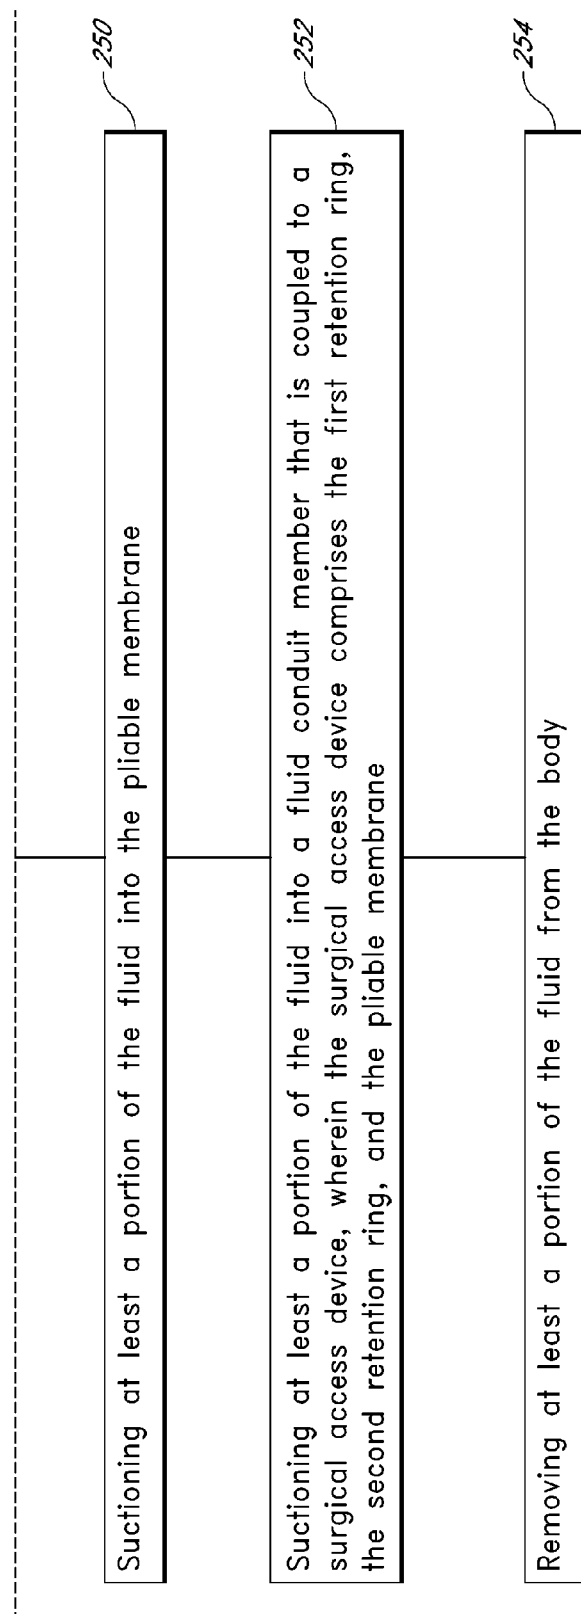 250
Suctioning at least a portion of the fluid into the pliable membrane
252
Suctioning at least a portion of the fluid into a fluid conduit member that is coupled to a
surgical access device, wherein the surgical access device comprises the first retention ring,
the second retention ring, and the pliable membrane
254
Removing at least a portion of the fluid from the body